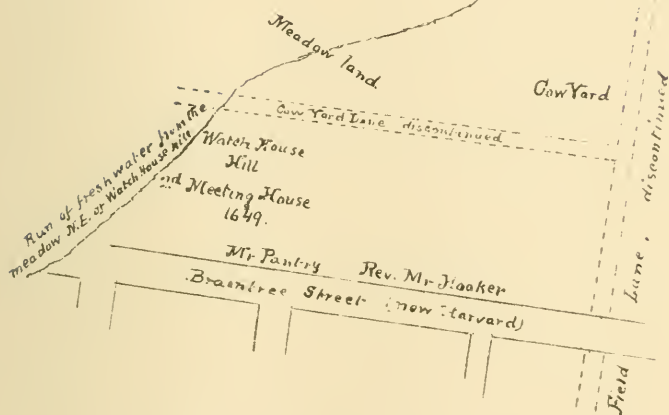 Meadow land.
Cow Yard
Cow Yard Lane discontinued
Run of freshwater from the
meadow N.E. of Watch House Hill
Watch House
Hill
2nd Meeting House
1649.
Mr Pantry Rev. Mr Hooker
Braintree Street (now Harvard)
Field Lane, discontinued